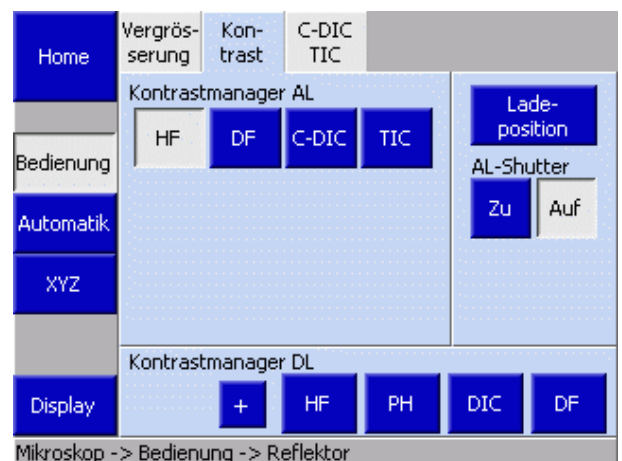 Home
Bedienung
Automatik
XYZ
Display
Vergrös-
serung
Kon-
trast
C-DIC
TIC
Kontrastmanager AL
HF DF C-DIC TIC
Lade-
position
AL-Shutter
Zu Auf
Kontrastmanager DL
+ HF PH DIC DF
Mikroskop -> Bedienung -> Reflektor